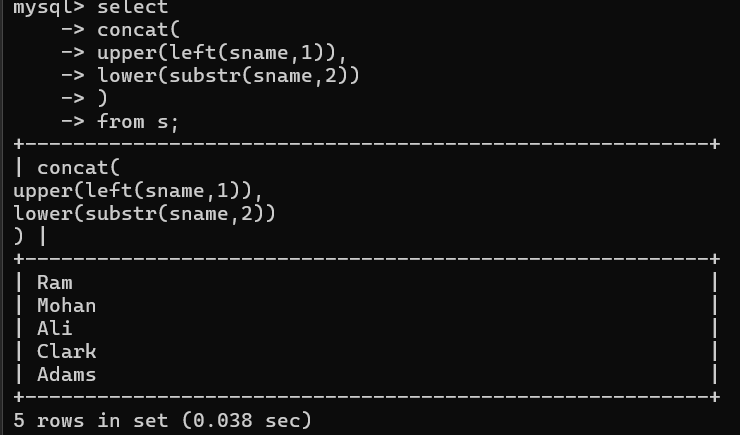 mysql> select
    -> concat(
    -> upper(left(sname,1)),
    -> lower(substr(sname,2))
    -> )
    -> from s;
+---------------------------------------------------------+
| concat(
upper(left(sname,1)),
lower(substr(sname,2))
) |
+---------------------------------------------------------+
| Ram                                                     |
| Mohan                                                   |
| Ali                                                     |
| Clark                                                   |
| Adams                                                   |
+---------------------------------------------------------+
5 rows in set (0.038 sec)